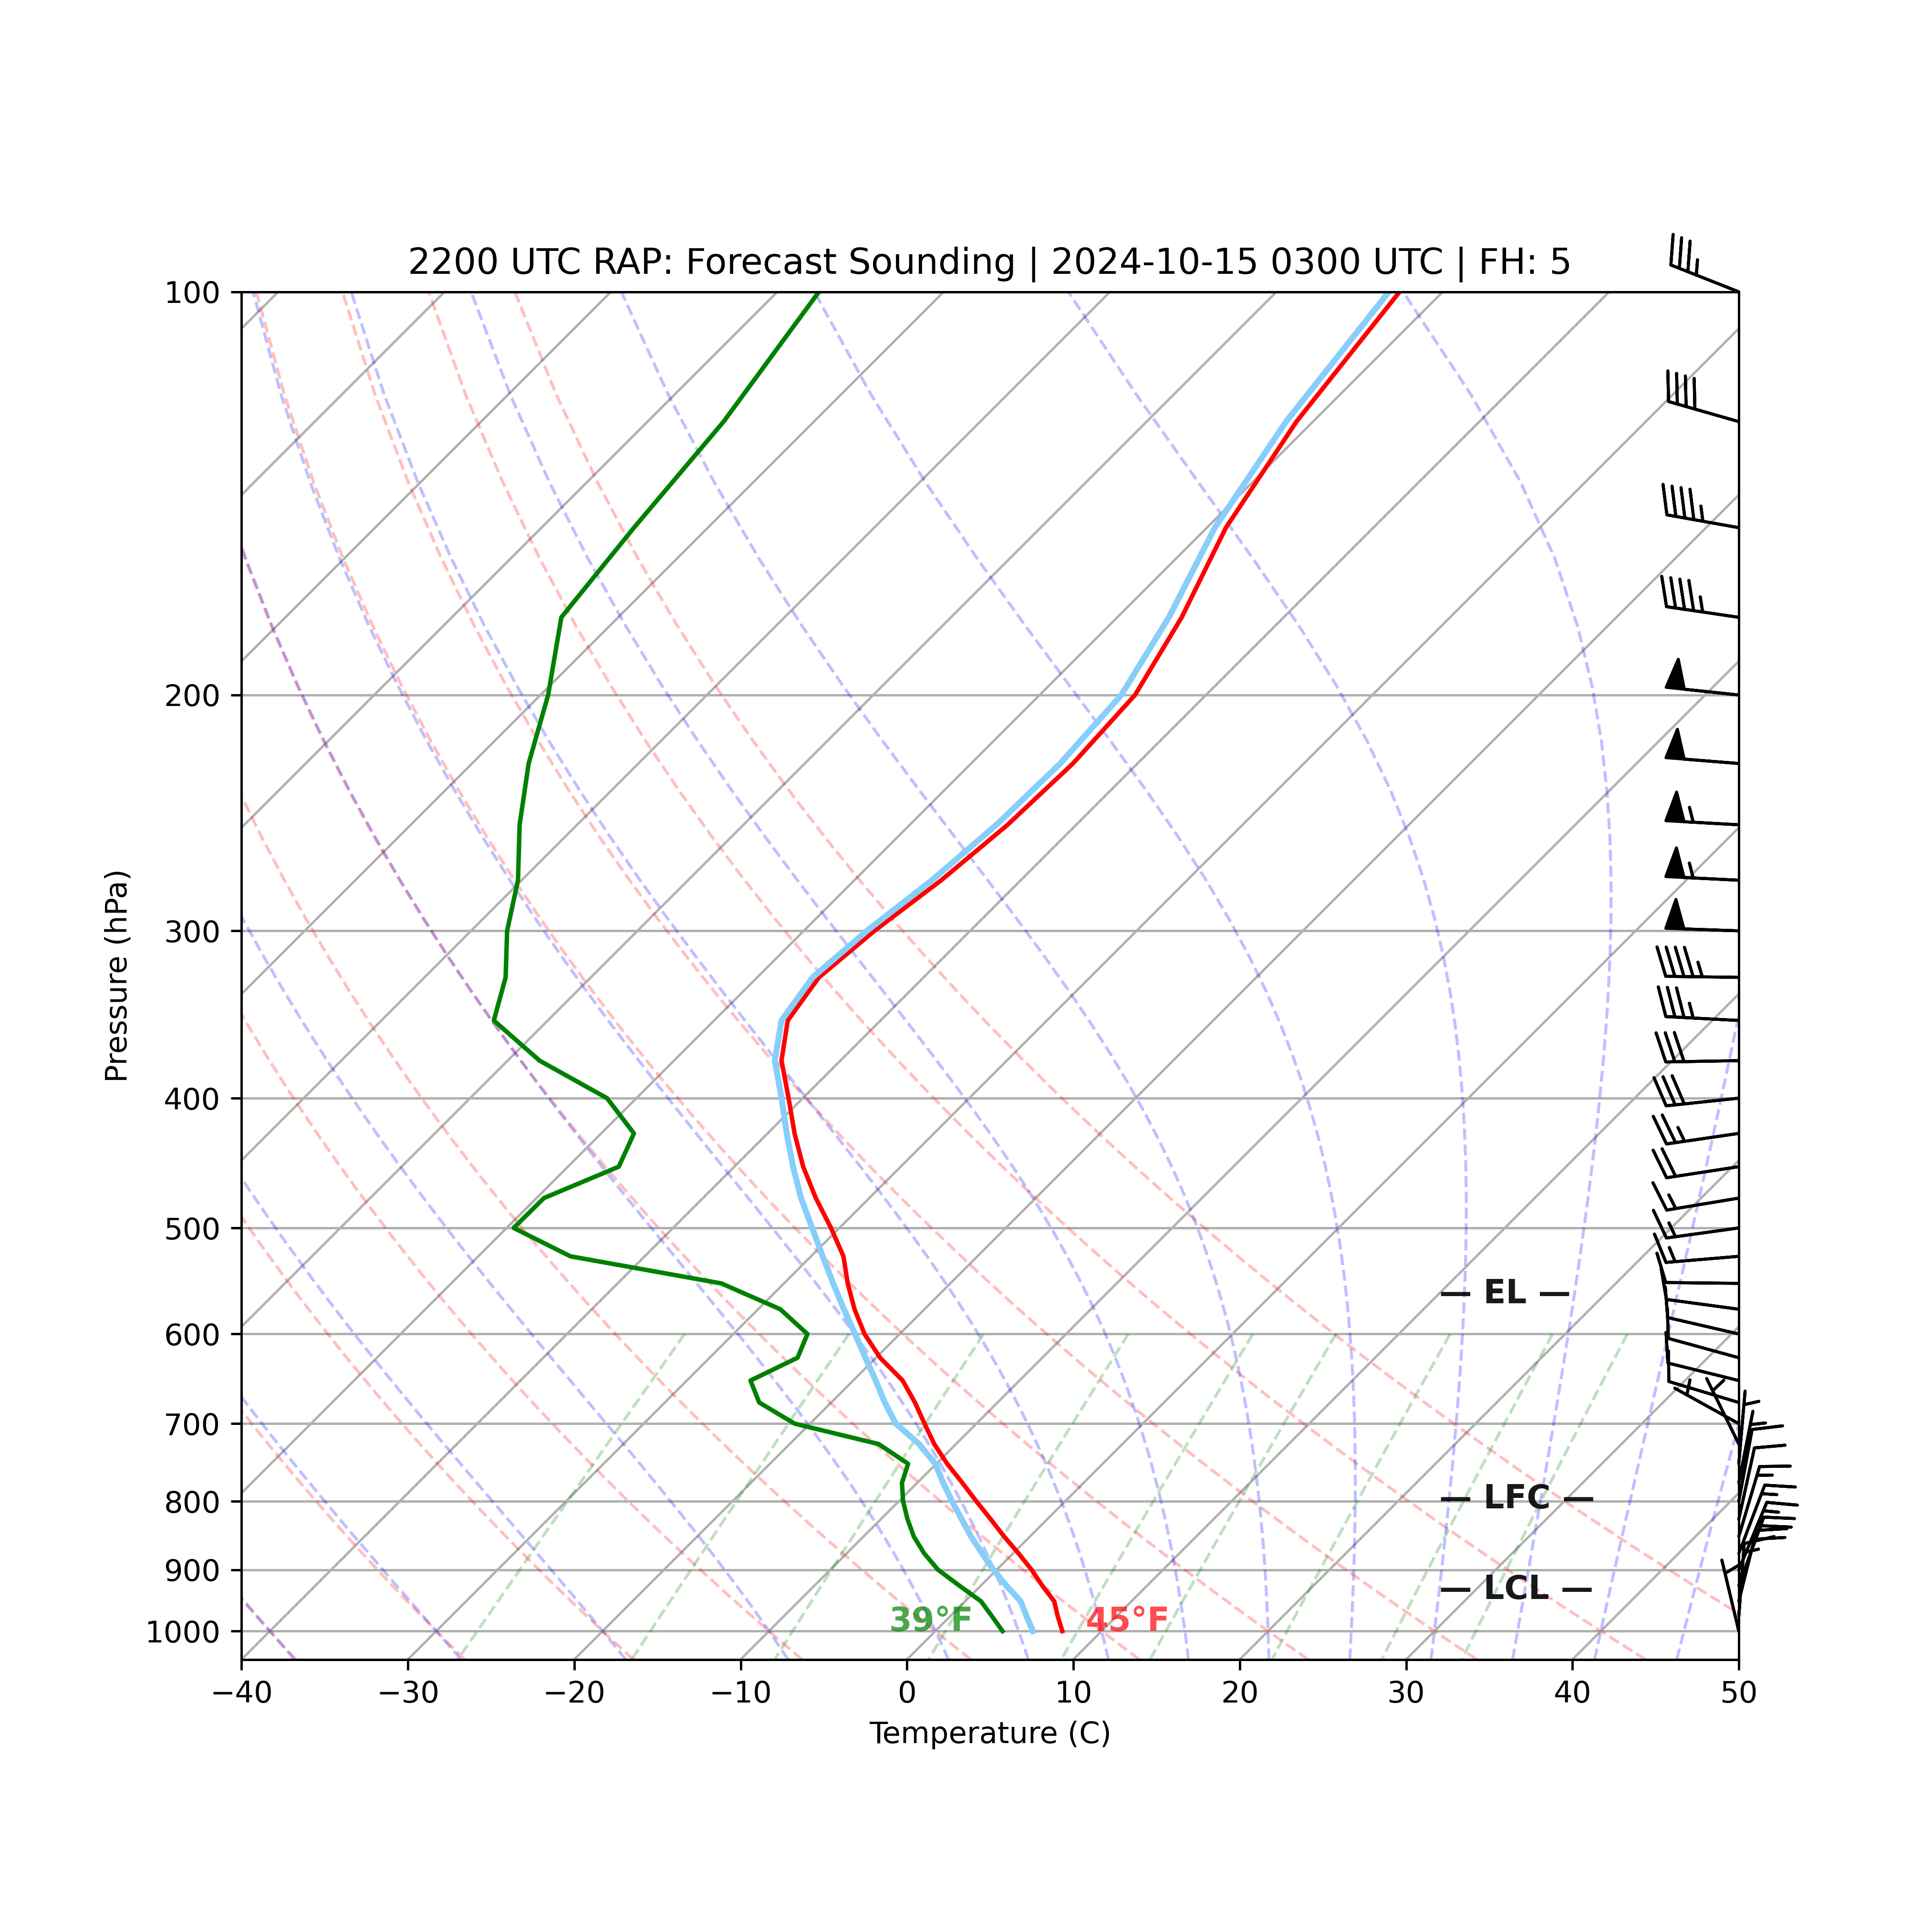 2200 UTC RAP: Forecast Sounding | 2024-10-15 0300 UTC | FH: 5
100
200
300
400
500
600
700
800
900
1000
Pressure (hPa)
— EL —
— LFC —
— LCL —
39°F
45°F
−40 −30 −20 −10 0 10 20 30 40 50
Temperature (C)